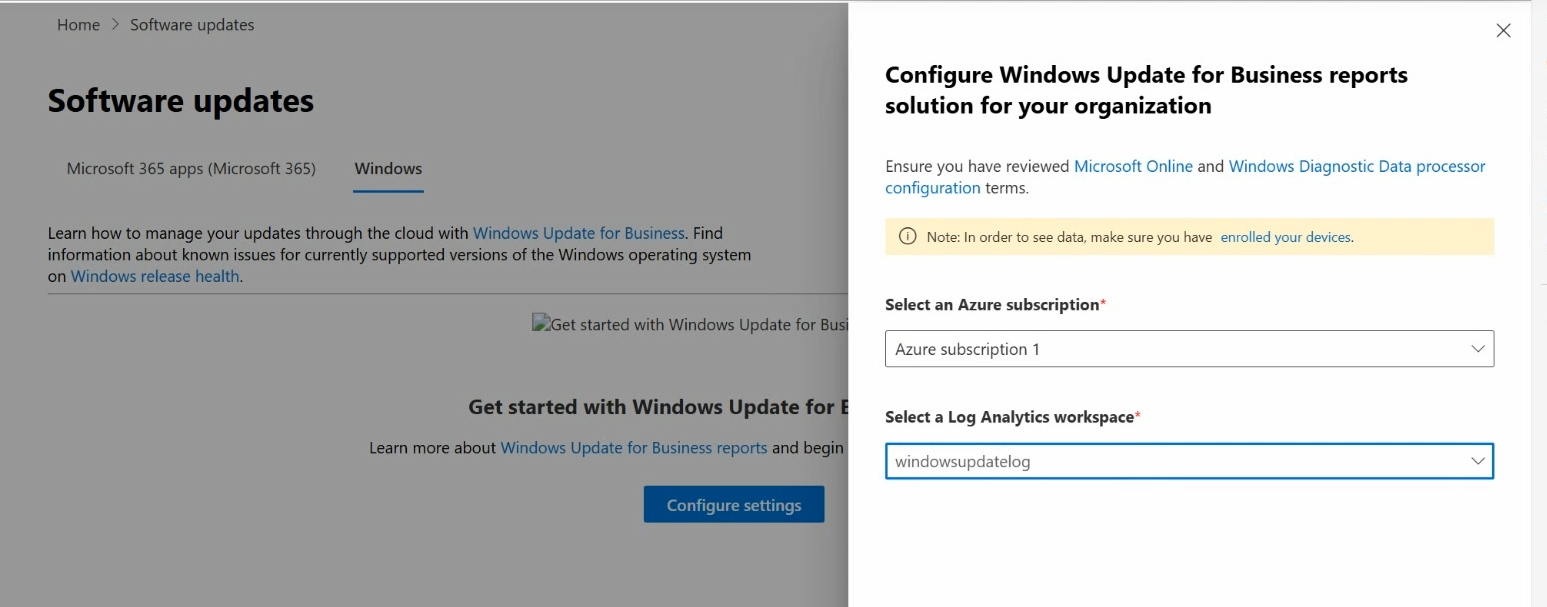 Home > Software updates
Software updates
Microsoft 365 apps (Microsoft 365)
Windows
Learn how to manage your updates through the cloud with Windows Update for Business. Find
information about known issues for currently supported versions of the Windows operating system
on Windows release health.
Get started with Windows Update for Busi
Get started with Windows Update for B
Learn more about Windows Update for Business reports and begin
Configure settings
Configure Windows Update for Business reports
solution for your organization
Ensure you have reviewed Microsoft Online and Windows Diagnostic Data processor
configuration terms.
Note: In order to see data, make sure you have enrolled your devices.
Select an Azure subscription*
Azure subscription 1
Select a Log Analytics workspace*
windowsupdatelog